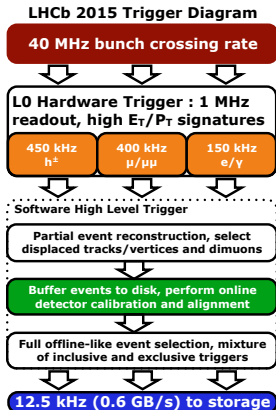 LHCb 2015 Trigger Diagram
40 MHz bunch crossing rate
L0 Hardware Trigger : 1 MHz
readout, high ET/PT signatures
450 kHz
h±
400 kHz
µ/µµ
150 kHz
e/γ
Software High Level Trigger
Partial event reconstruction, select
displaced tracks/vertices and dimuons
Buffer events to disk, perform online
detector calibration and alignment
Full offline-like event selection, mixture
of inclusive and exclusive triggers
12.5 kHz (0.6 GB/s) to storage